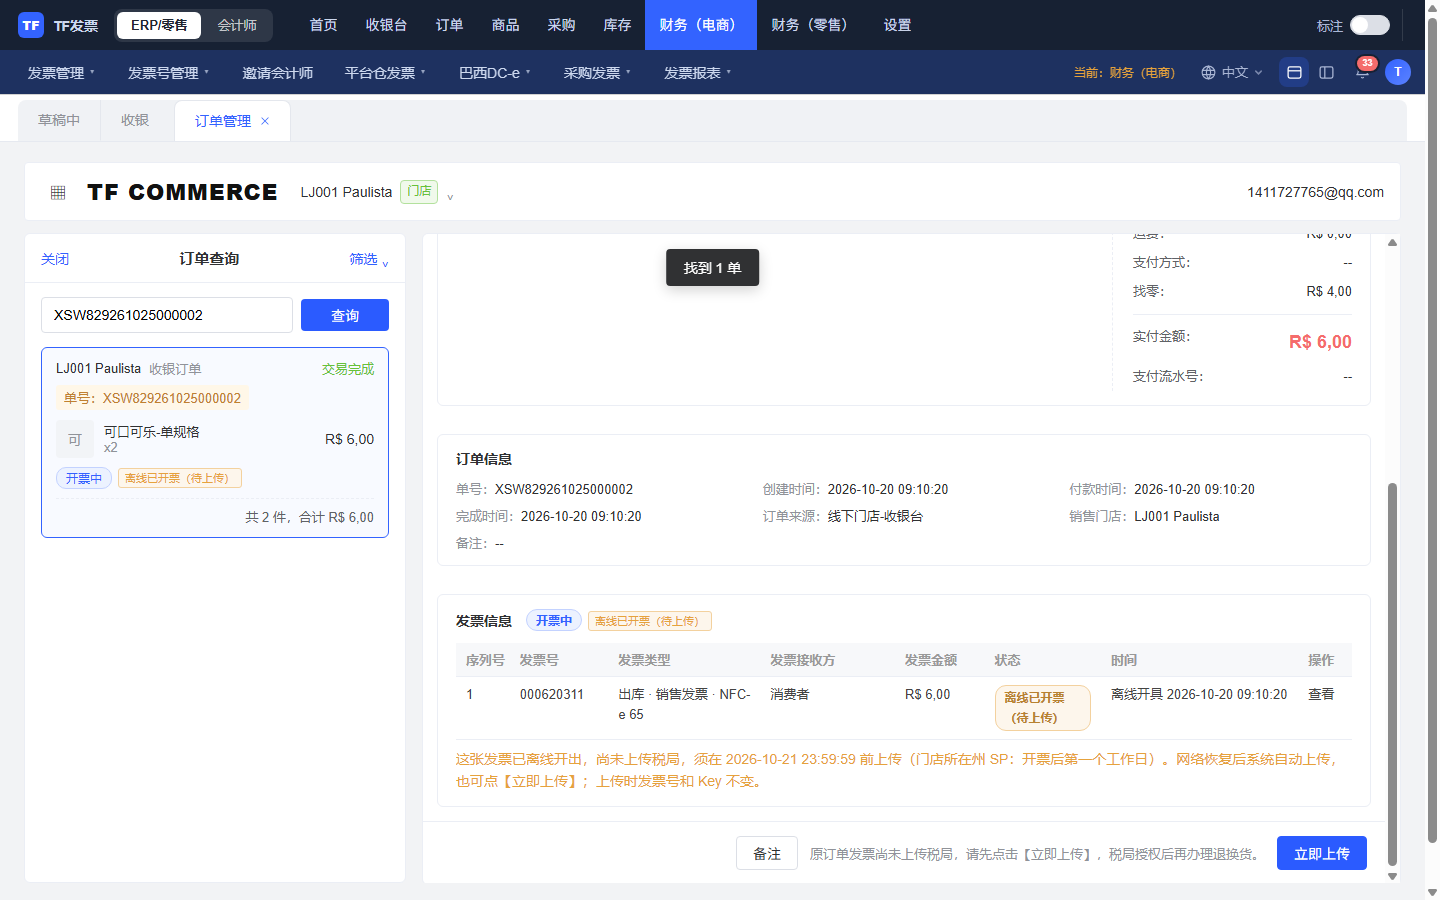 TF TF发票 ERP/零售 会计师 首页 收银台 订单 商品 采购 库存 财务（电商） 财务（零售） 设置 标注
发票管理 发票号管理 邀请会计师 平台仓发票 巴西DC-e 采购发票 发票报表 当前：财务（电商） 中文 33 T
草稿中 收银 订单管理 ×
TF COMMERCE LJ001 Paulista 门店 1411727765@qq.com
关闭 订单查询 筛选
XSW829261025000002 查询
LJ001 Paulista 收银订单 交易完成
单号：XSW829261025000002
可 可口可乐-单规格 R$ 6,00
x2
开票中 离线已开票（待上传）
共 2 件，合计 R$ 6,00
找到 1 单
运费： R$ 0,00
支付方式： --
找零： R$ 4,00
实付金额： R$ 6,00
支付流水号： --
订单信息
单号：XSW829261025000002 创建时间：2026-10-20 09:10:20 付款时间：2026-10-20 09:10:20
完成时间：2026-10-20 09:10:20 订单来源：线下门店-收银台 销售门店：LJ001 Paulista
备注：--
发票信息 开票中 离线已开票（待上传）
序列号 发票号 发票类型 发票接收方 发票金额 状态 时间 操作
1 000620311 出库 · 销售发票 · NFC- 消费者 R$ 6,00 离线已开票 离线开具 2026-10-20 09:10:20 查看
e 65 （待上传）
这张发票已离线开出，尚未上传税局，须在 2026-10-21 23:59:59 前上传（门店所在州 SP：开票后第一个工作日）。网络恢复后系统自动上传，
也可点【立即上传】；上传时发票号和 Key 不变。
备注 原订单发票尚未上传税局，请先点击【立即上传】，税局授权后再办理退换货。 立即上传